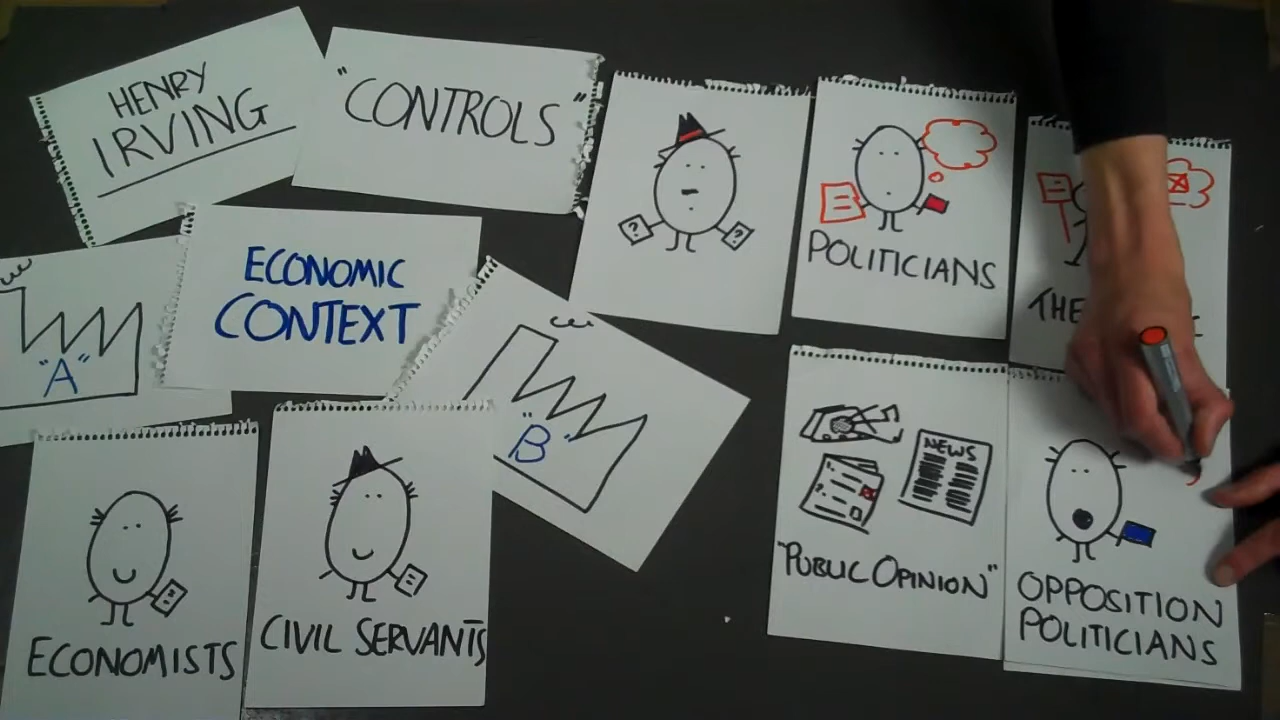 HENRY
IRVING
"CONTROLS"
ECONOMIC
CONTEXT
"A"
"B"
ECONOMISTS
CIVIL SERVANTS
?
?
POLITICIANS
NEWS
?
"PUBLIC OPINION"
OPPOSITION
POLITICIANS